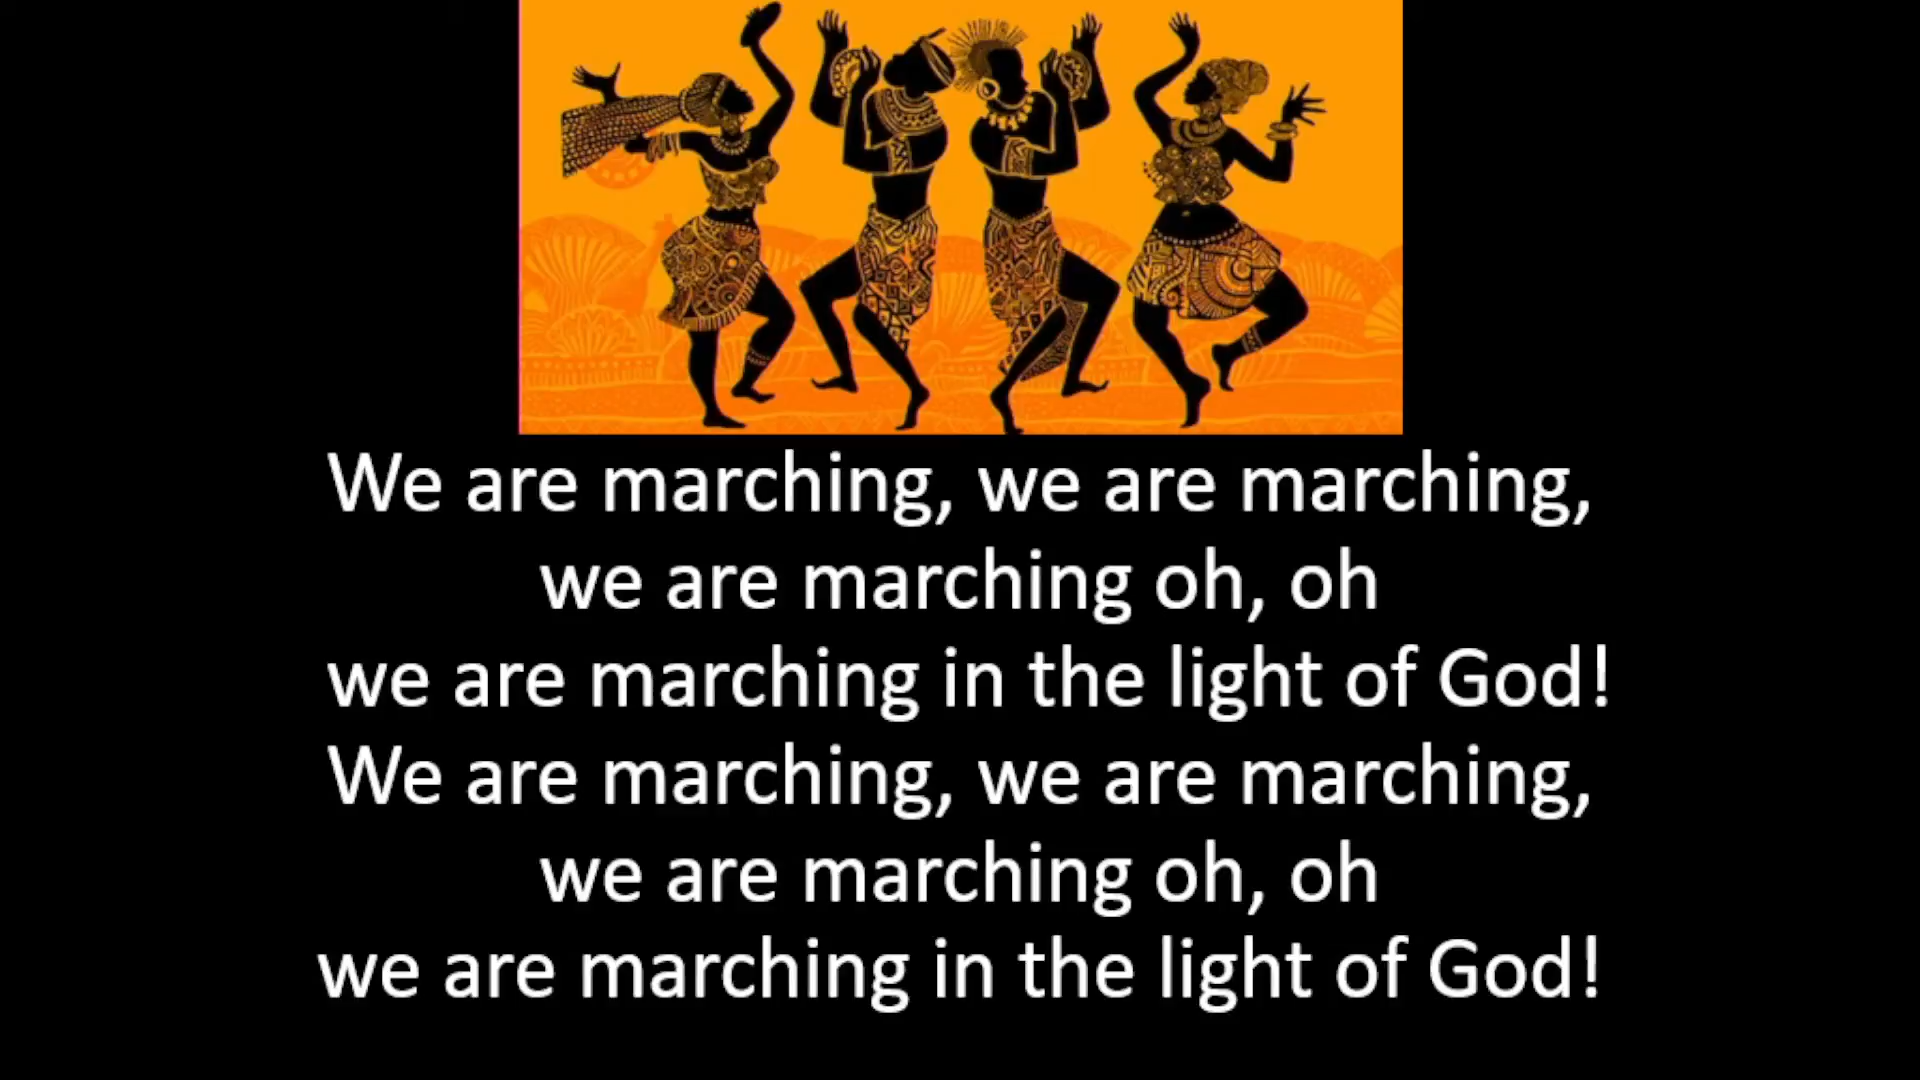 We are marching, we are marching,
we are marching oh, oh
we are marching in the light of God!
We are marching, we are marching,
we are marching oh, oh
we are marching in the light of God!